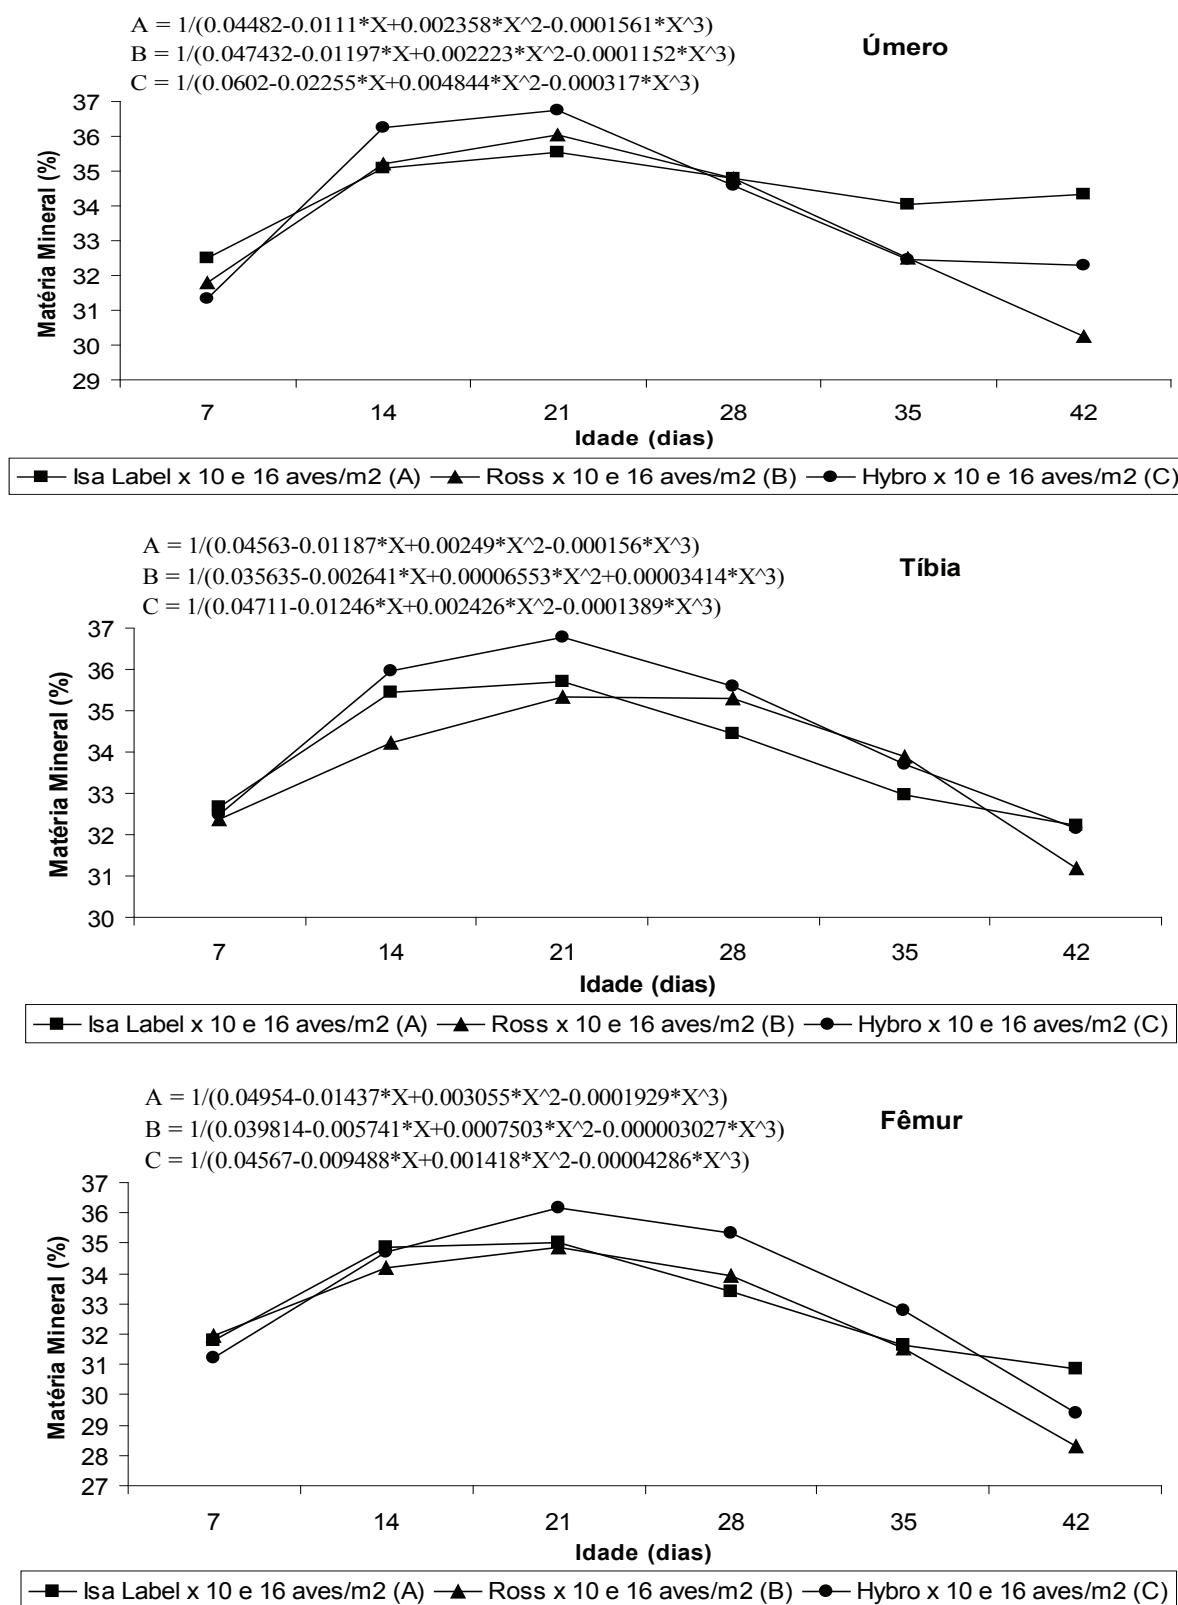 A = 1/(0.04482-0.0111*X+0.002358*X^2-0.0001561*X^3)
B = 1/(0.047432-0.01197*X+0.002223*X^2-0.0001152*X^3)
C = 1/(0.0602-0.02255*X+0.004844*X^2-0.000317*X^3)
Úmero
Matéria Mineral (%)
37
36
35
34
33
32
31
30
29
7 14 21 28 35 42
Idade (dias)
Isa Label x 10 e 16 aves/m2 (A) Ross x 10 e 16 aves/m2 (B) Hybro x 10 e 16 aves/m2 (C)
A = 1/(0.04563-0.01187*X+0.00249*X^2-0.000156*X^3)
B = 1/(0.035635-0.002641*X+0.00006553*X^2+0.00003414*X^3)
C = 1/(0.04711-0.01246*X+0.002426*X^2-0.0001389*X^3)
Tíbia
Matéria Mineral (%)
37
36
35
34
33
32
31
30
7 14 21 28 35 42
Idade (dias)
Isa Label x 10 e 16 aves/m2 (A) Ross x 10 e 16 aves/m2 (B) Hybro x 10 e 16 aves/m2 (C)
A = 1/(0.04954-0.01437*X+0.003055*X^2-0.0001929*X^3)
B = 1/(0.039814-0.005741*X+0.0007503*X^2-0.000003027*X^3)
C = 1/(0.04567-0.009488*X+0.001418*X^2-0.00004286*X^3)
Fêmur
Matéria Mineral (%)
37
36
35
34
33
32
31
30
29
28
27
7 14 21 28 35 42
Idade (dias)
Isa Label x 10 e 16 aves/m2 (A) Ross x 10 e 16 aves/m2 (B) Hybro x 10 e 16 aves/m2 (C)